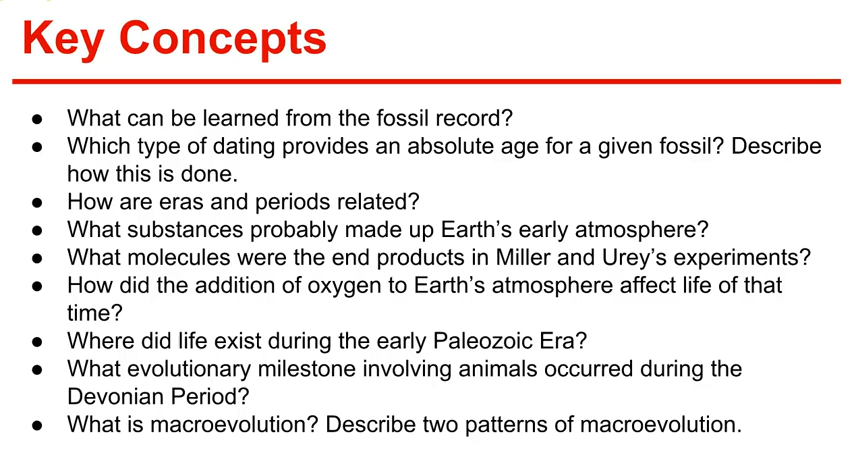 Key Concepts
● What can be learned from the fossil record?
● Which type of dating provides an absolute age for a given fossil? Describe
how this is done.
● How are eras and periods related?
● What substances probably made up Earth's early atmosphere?
● What molecules were the end products in Miller and Urey's experiments?
● How did the addition of oxygen to Earth's atmosphere affect life of that
time?
● Where did life exist during the early Paleozoic Era?
● What evolutionary milestone involving animals occurred during the
Devonian Period?
● What is macroevolution? Describe two patterns of macroevolution.